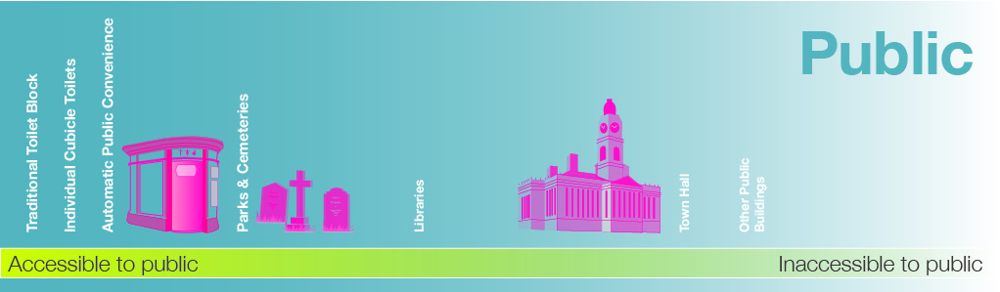 Public
Traditional Toilet Block
Individual Cubicle Toilets
Automatic Public Convenience
Parks & Cemeteries
Libraries
Town Hall
Other Public
Buildings
Accessible to public
Inaccessible to public